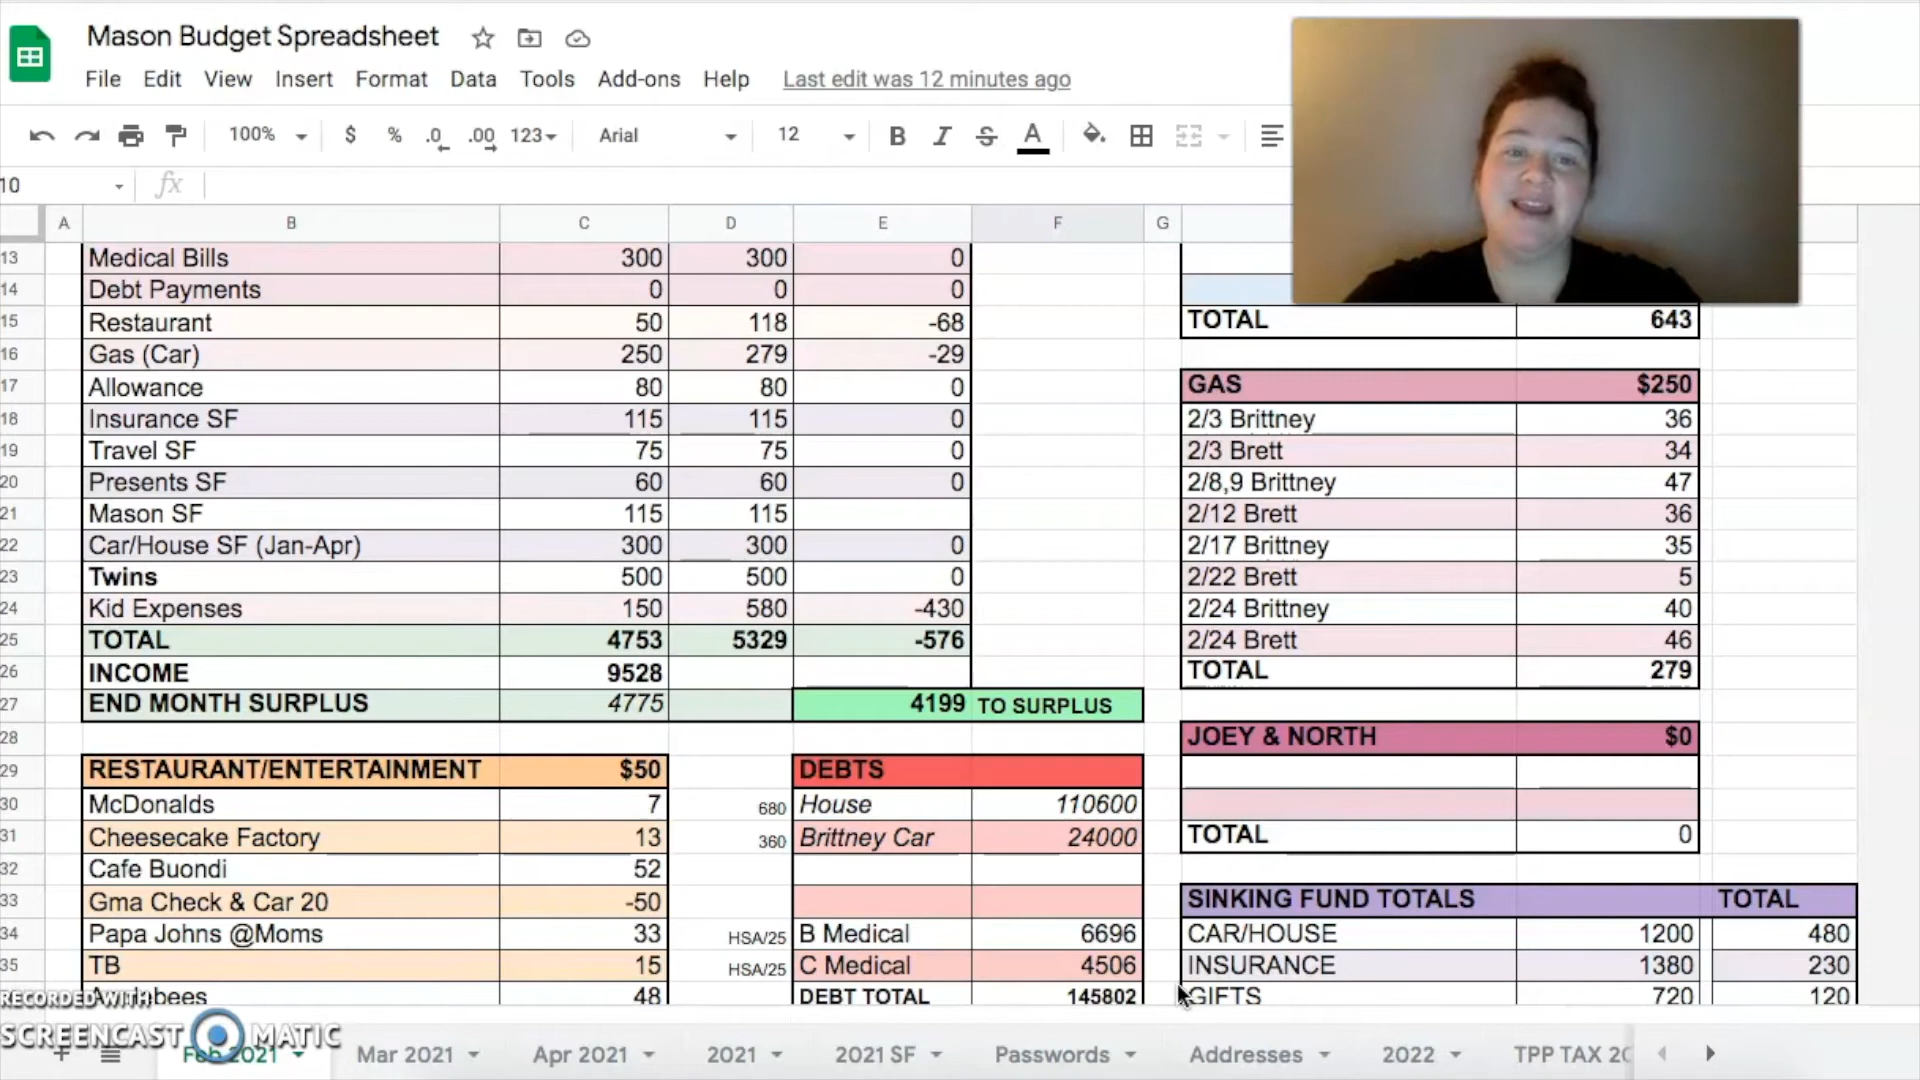 Mason Budget Spreadsheet
File Edit View Insert Format Data Tools Add-ons Help Last edit was 12 minutes ago
100% $ % .0 .00 123 Arial 12 B I S A
10 fx
A B C D E F G
13 Medical Bills 300 300 0
14 Debt Payments 0 0 0
15 Restaurant 50 118 -68 TOTAL 643
16 Gas (Car) 250 279 -29
17 Allowance 80 80 0 GAS $250
18 Insurance SF 115 115 0 2/3 Brittney 36
19 Travel SF 75 75 0 2/3 Brett 34
20 Presents SF 60 60 0 2/8,9 Brittney 47
21 Mason SF 115 115 2/12 Brett 36
22 Car/House SF (Jan-Apr) 300 300 0 2/17 Brittney 35
23 Twins 500 500 0 2/22 Brett 5
24 Kid Expenses 150 580 -430 2/24 Brittney 40
25 TOTAL 4753 5329 -576 2/24 Brett 46
26 INCOME 9528 TOTAL 279
27 END MONTH SURPLUS 4775 4199 TO SURPLUS
28 JOEY & NORTH $0
29 RESTAURANT/ENTERTAINMENT $50 DEBTS
30 McDonalds 7 680 House 110600
31 Cheesecake Factory 13 360 Brittney Car 24000 TOTAL 0
32 Cafe Buondi 52
33 Gma Check & Car 20 -50 SINKING FUND TOTALS TOTAL
34 Papa Johns @Moms 33 HSA/25 B Medical 6696 CAR/HOUSE 1200 480
35 TB 15 HSA/25 C Medical 4506 INSURANCE 1380 230
48 DEBT TOTAL 145802 GIFTS 720 120
RECORDED WITH
SCREENCAST MATIC
Feb 2021 Mar 2021 Apr 2021 2021 2021 SF Passwords Addresses 2022 TPP TAX